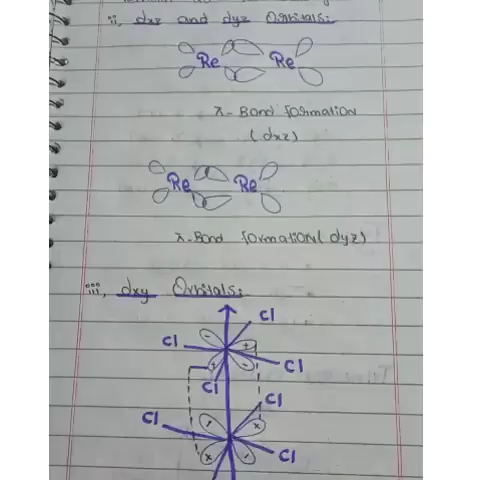 ii, dxz and dyz Orbitals:
Re Re
π-Bond formation
(dxz)
Re Re
π-Bond formation (dyz)
iii, dxy Orbitals:
Cl
Cl - +
+ - Cl
Cl
Cl
Cl
- +
+ - Cl